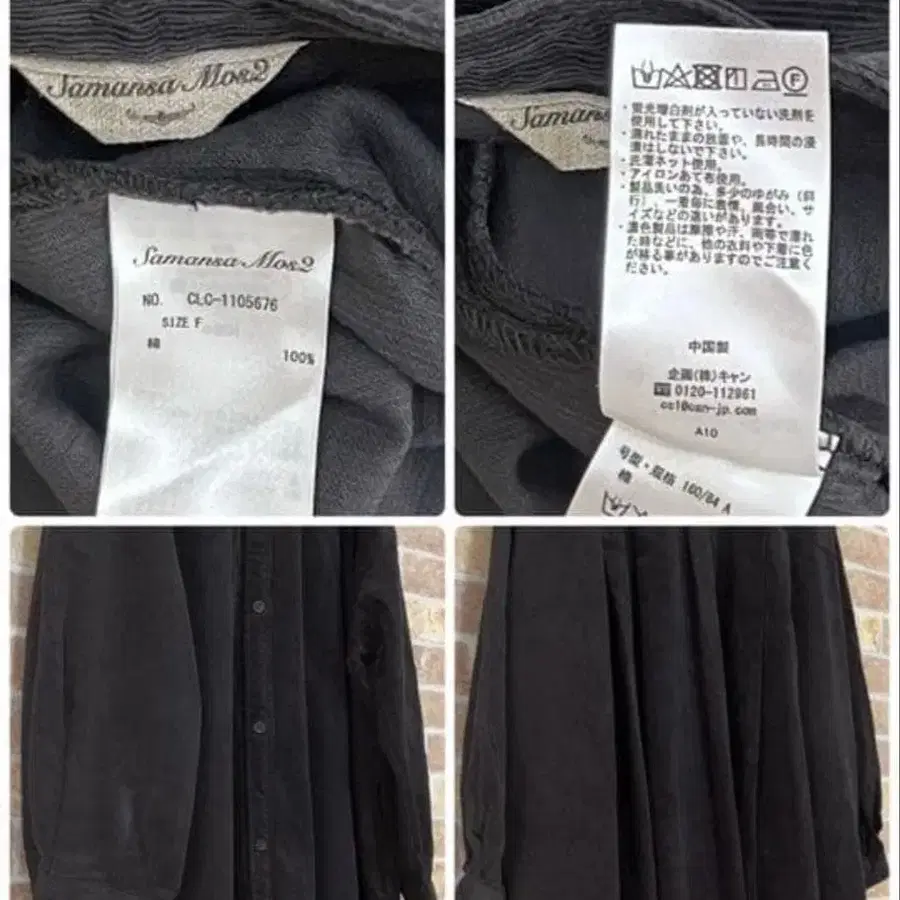 Samansa Mos2
Samansa Mos2
NO. CLC-1105676
SIZE F
綿 100%
Samans
・蛍光増白剤が入っていない洗剤を
使用して下さい。
・濡れたままの放置や、長時間の浸
漬はしないで下さい。
・洗濯ネット使用。
・アイロンあて布使用。
・製品洗いの為、多少のゆがみ（斜
行）、一着毎に表情、風合い、サ
イズなどの違いがあります。
・濃色製品は摩擦や汗、雨等で濡れ
た時などに、他の衣料や下着に色
が移る事がありますのでご注意く
ださい。
F
中国製
企画(株)キャン
0120-112961
cs1@can-jp.com
A10
号型・規格 160/84 A
棉